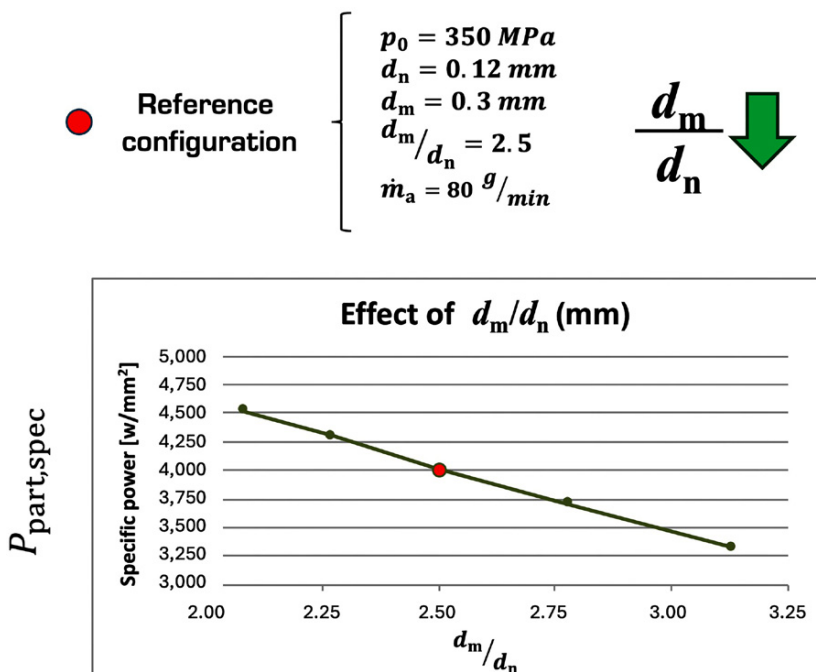 Reference
configuration
p₀ = 350 MPa
dₙ = 0.12 mm
dₘ = 0.3 mm
dₘ/dₙ = 2.5
ṁₐ = 80 g/min
dₘ
dₙ
Effect of dₘ/dₙ (mm)
P part,spec
Specific power [w/mm²]
5,000
4,750
4,500
4,250
4,000
3,750
3,500
3,250
3,000
2.00 2.25 2.50 2.75 3.00 3.25
dₘ/dₙ